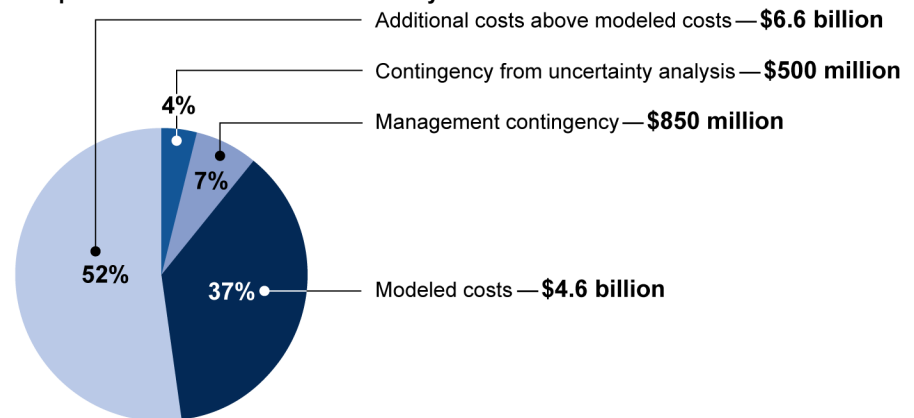 Additional costs above modeled costs — $6.6 billion
Contingency from uncertainty analysis — $500 million
4%
Management contingency — $850 million
7%
52%
37%
Modeled costs — $4.6 billion